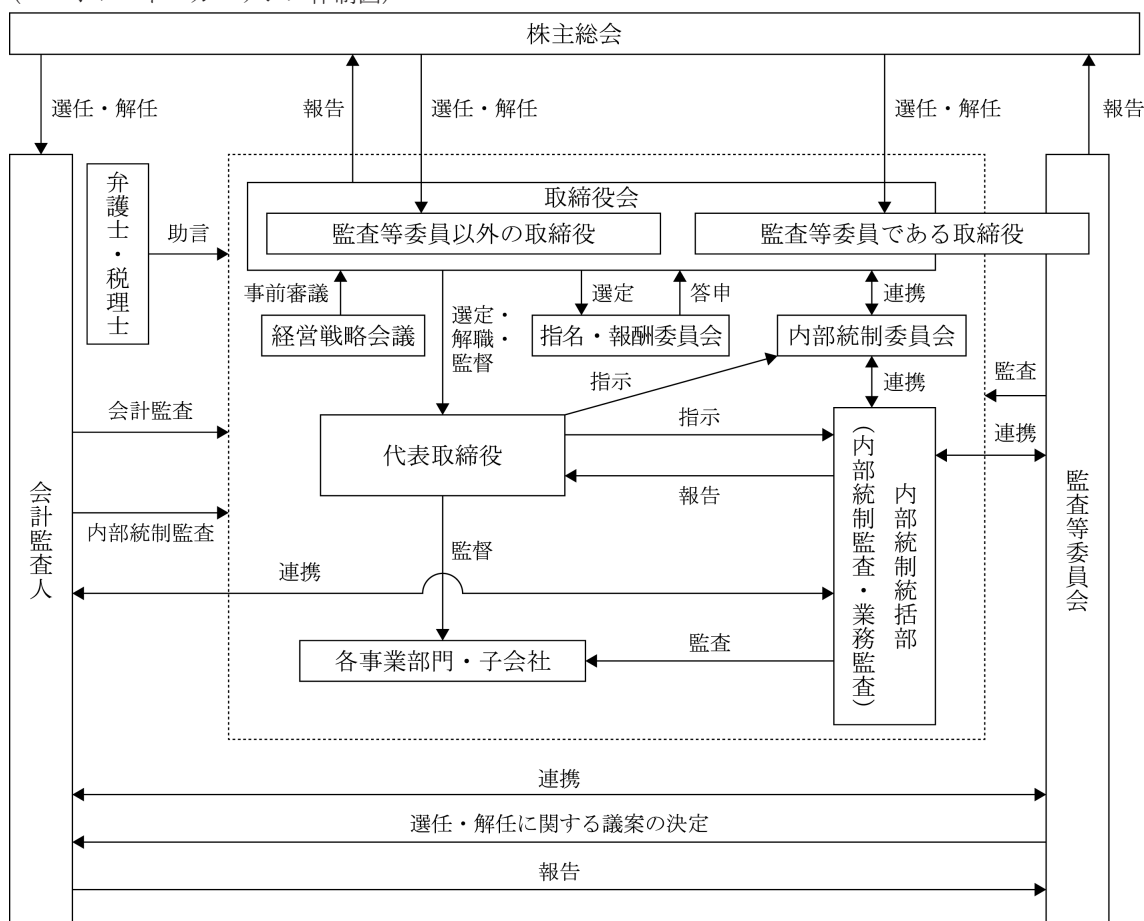 株主総会
選任・解任
報告
選任・解任
選任・解任
報告
弁護士・税理士
助言
取締役会
監査等委員以外の取締役
監査等委員である取締役
事前審議
選定・
解職・
監督
選定
答申
連携
経営戦略会議
指名・報酬委員会
内部統制委員会
指示
連携
監査
会計監査
代表取締役
指示
報告
連携
内部統制監査
監督
連携
内部統制統括部
(内部統制監査・業務監査)
会計監査人
監査等委員会
各事業部門・子会社
監査
連携
選任・解任に関する議案の決定
報告